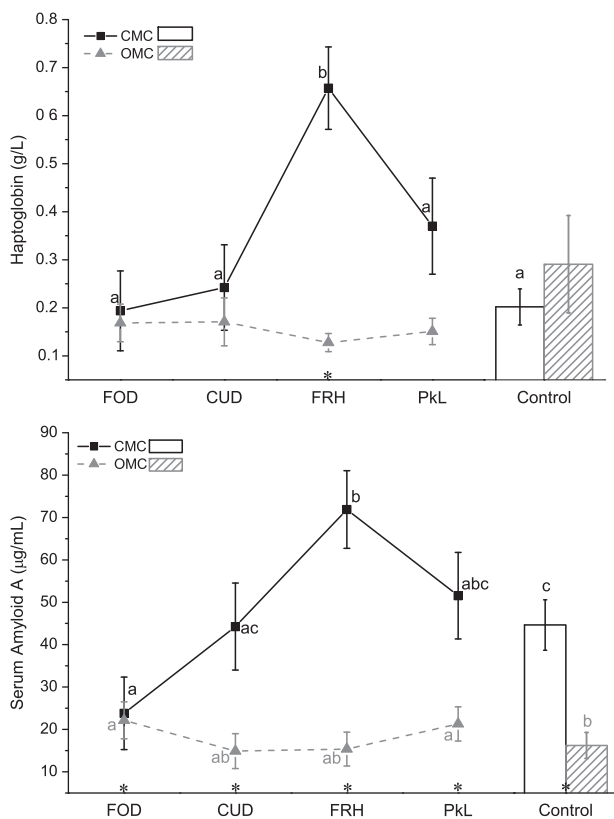 CMC
OMC
Haptoglobin (g/L)
0.8
0.7
0.6
0.5
0.4
0.3
0.2
0.1
a
a
b
a
a
*
FOD
CUD
FRH
PkL
Control
CMC
OMC
Serum Amyloid A (µg/mL)
90
80
70
60
50
40
30
20
10
a
ac
b
abc
c
a
ab
ab
a
b
*
*
*
*
*
FOD
CUD
FRH
PkL
Control